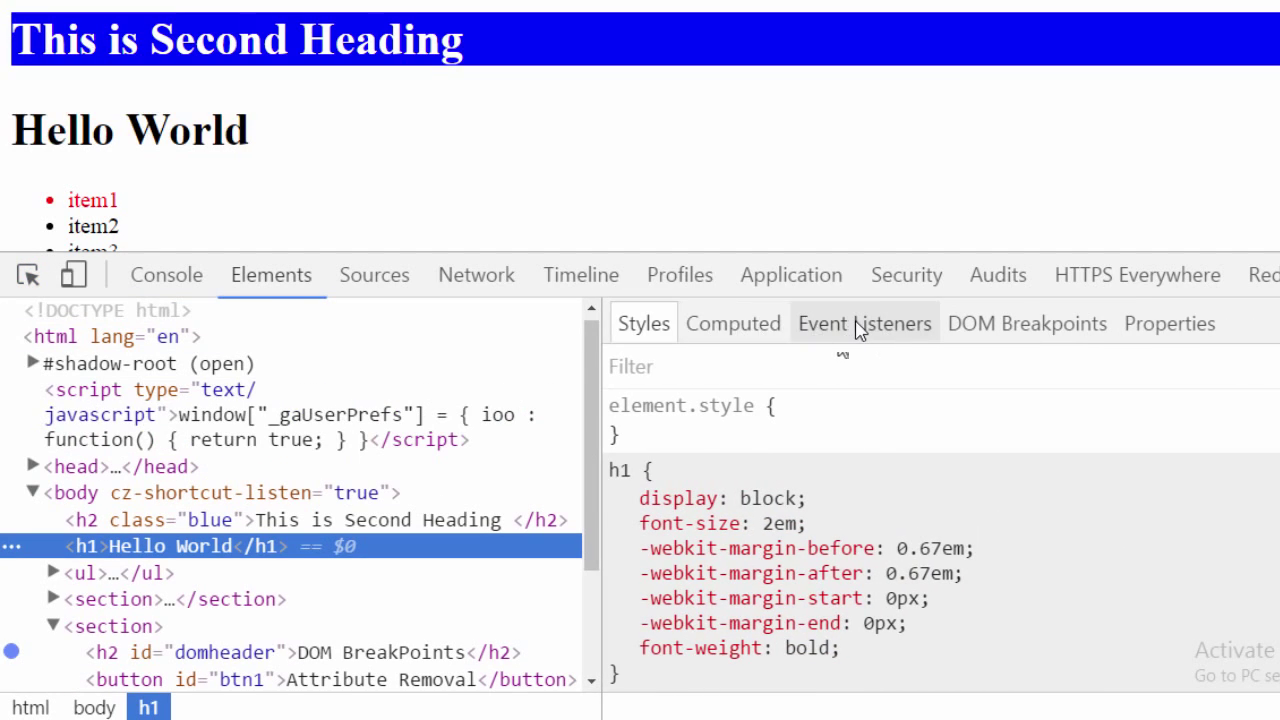 This is Second Heading
Hello World
item1
item2
item3
Console Elements Sources Network Timeline Profiles Application Security Audits HTTPS Everywhere Red
<!DOCTYPE html>
<html lang="en">
#shadow-root (open)
<script type="text/
javascript">window["_gaUserPrefs"] = { ioo :
function() { return true; } }</script>
<head>…</head>
<body cz-shortcut-listen="true">
<h2 class="blue">This is Second Heading </h2>
<h1>Hello World</h1> == $0
<ul>…</ul>
<section>…</section>
<section>
<h2 id="domheader">DOM BreakPoints</h2>
<button id="btn1">Attribute Removal</button>
html body h1
Styles Computed Event Listeners DOM Breakpoints Properties
Filter
element.style {
}
h1 {
display: block;
font-size: 2em;
-webkit-margin-before: 0.67em;
-webkit-margin-after: 0.67em;
-webkit-margin-start: 0px;
-webkit-margin-end: 0px;
font-weight: bold;
}
Activate
Go to PC se